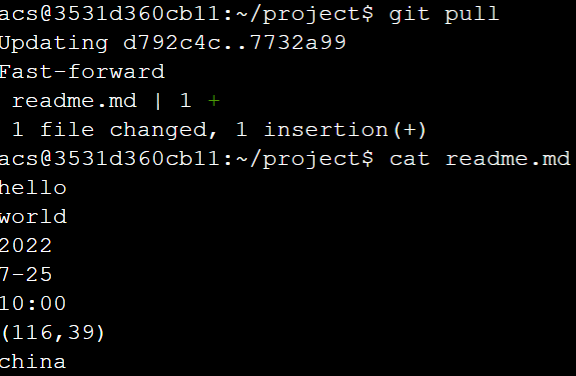 acs@3531d360cb11:~/project$ git pull
Updating d792c4c..7732a99
Fast-forward
 readme.md | 1 +
 1 file changed, 1 insertion(+)
acs@3531d360cb11:~/project$ cat readme.md
hello
world
2022
7-25
10:00
(116,39)
china